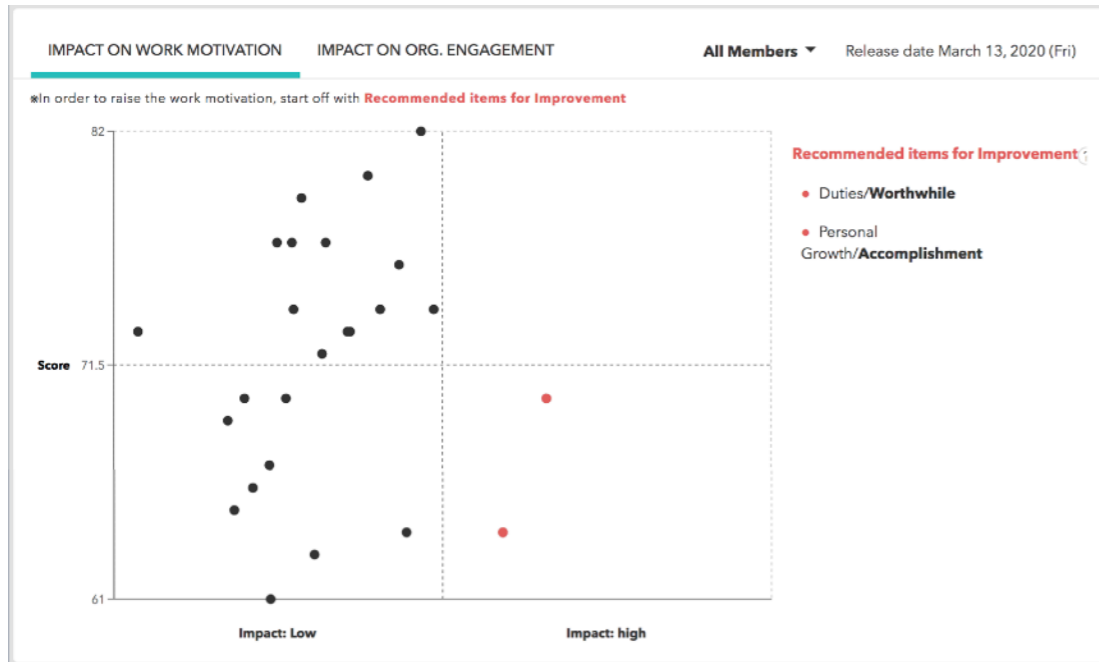 IMPACT ON WORK MOTIVATION IMPACT ON ORG. ENGAGEMENT All Members Release date March 13, 2020 (Fri)
※In order to raise the work motivation, start off with Recommended items for Improvement
82
Recommended items for Improvement
Duties/Worthwhile
Personal
Growth/Accomplishment
Score 71.5
61
Impact: Low Impact: high